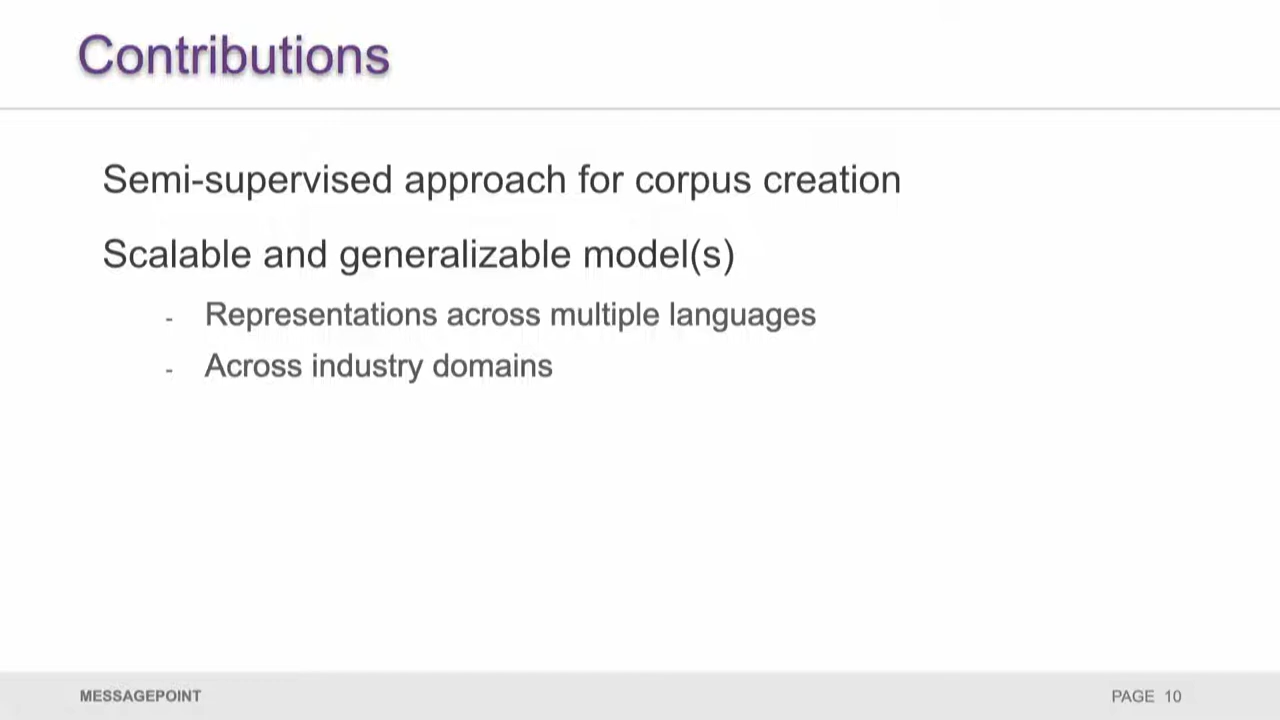 Contributions
Semi-supervised approach for corpus creation
Scalable and generalizable model(s)
- Representations across multiple languages
- Across industry domains
MESSAGEPOINT
PAGE 10